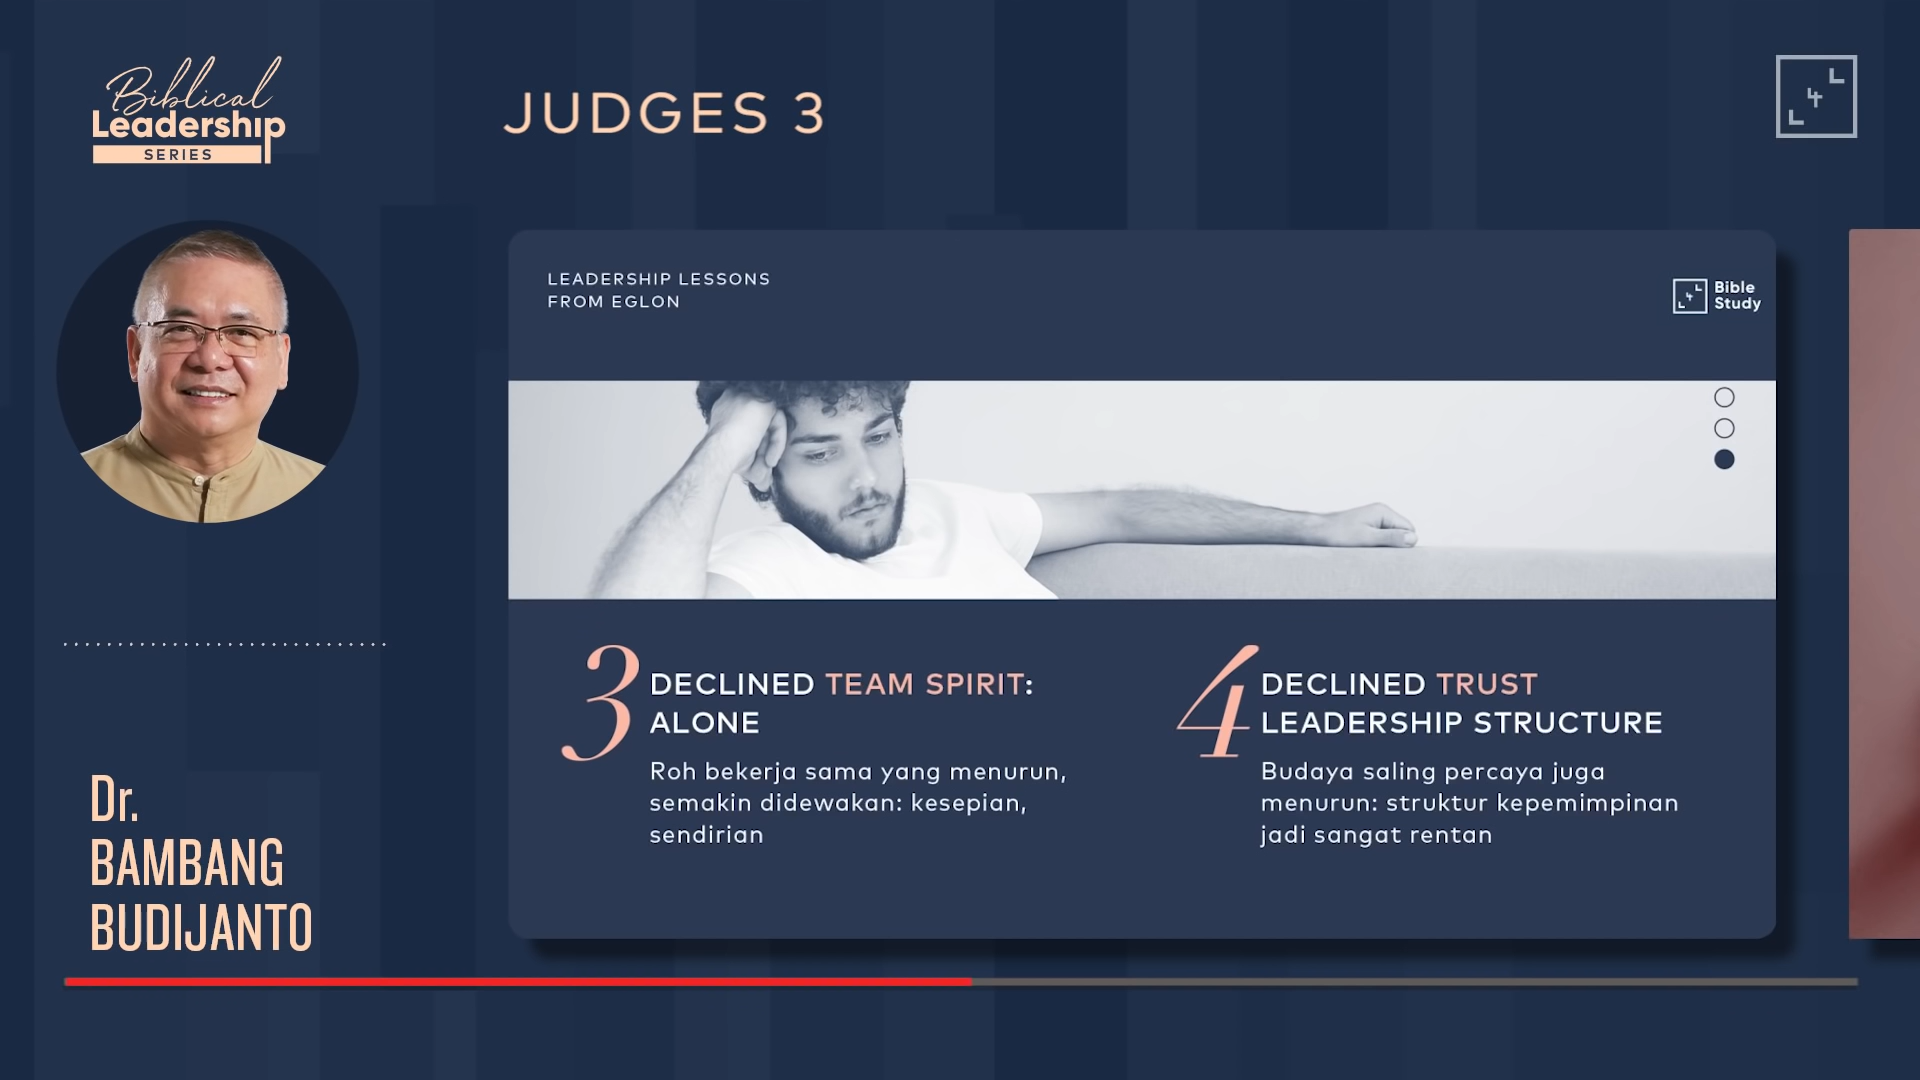 Biblical
Leadership
SERIES
JUDGES 3
LEADERSHIP LESSONS
FROM EGLON
Bible
Study
3
DECLINED TEAM SPIRIT:
ALONE
Roh bekerja sama yang menurun,
semakin didewakan: kesepian,
sendirian
4
DECLINED TRUST
LEADERSHIP STRUCTURE
Budaya saling percaya juga
menurun: struktur kepemimpinan
jadi sangat rentan
Dr.
BAMBANG
BUDIJANTO